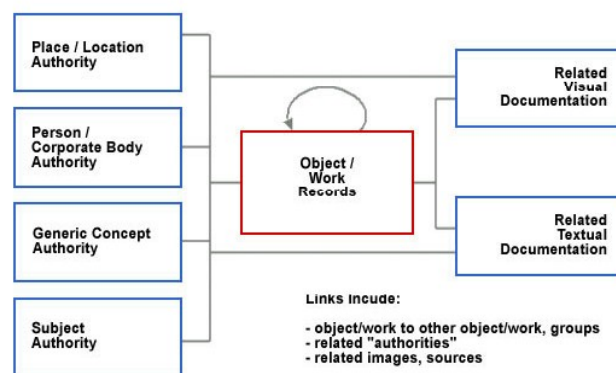 Place / Location
Authority
Person /
Corporate Body
Authority
Generic Concept
Authority
Subject
Authority
Object /
Work
Records
Related
Visual
Documentation
Related
Textual
Documentation
Links Incude:
- object/work to other object/work, groups
- related "authorities"
- related images, sources